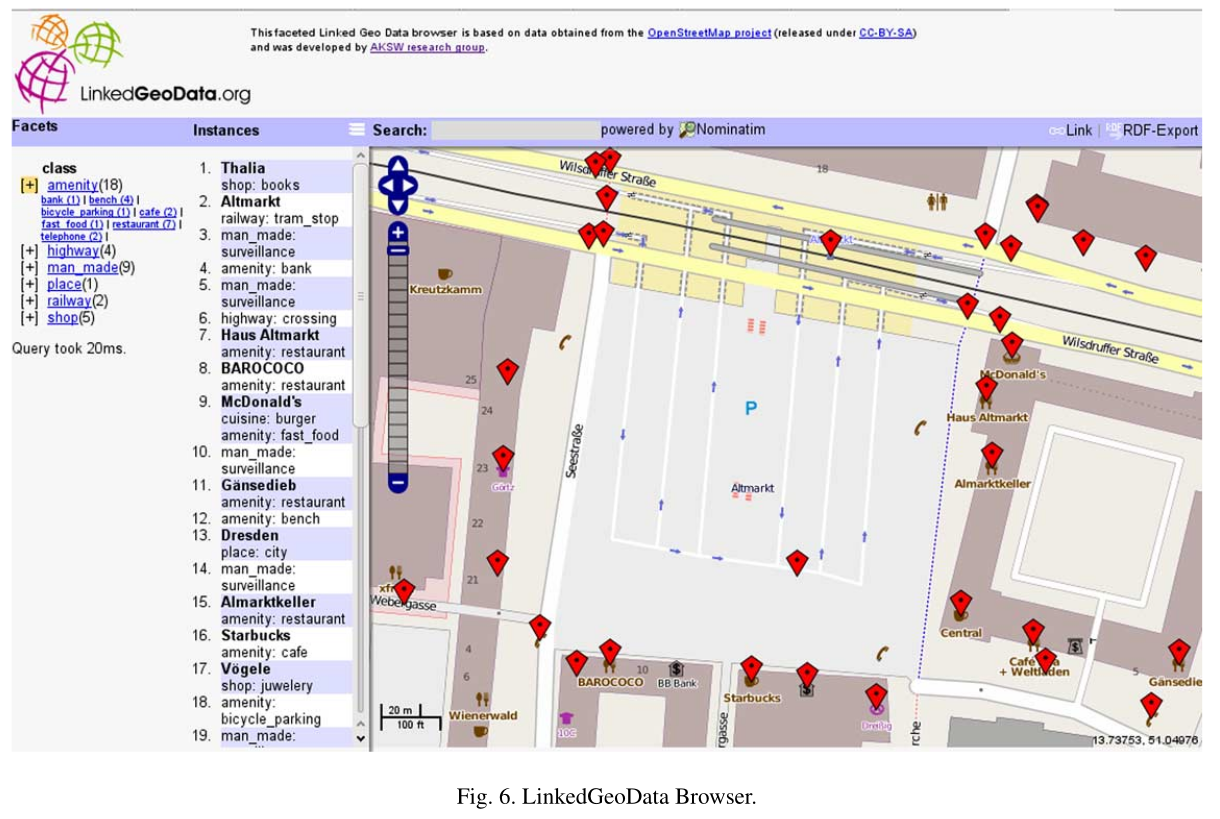 This faceted Linked Geo Data browser is based on data obtained from the OpenStreetMap project (released under CC-BY-SA)
and was developed by AKSW research group.
LinkedGeoData.org
Facets
Instances
Search:
powered by Nominatim
Link | RDF-Export
class
[+] amenity(18)
bank (1) | bench (4) |
bicycle parking (1) | cafe (2) |
fast food (1) | restaurant (7) |
telephone (2) |
[+] highway(4)
[+] man_made(9)
[+] place(1)
[+] railway(2)
[+] shop(5)
Query took 20ms.
1. Thalia
shop: books
2. Altmarkt
railway: tram_stop
3. man_made:
surveillance
4. amenity: bank
5. man_made:
surveillance
6. highway: crossing
7. Haus Altmarkt
amenity: restaurant
8. BAROCOCO
amenity: restaurant
9. McDonald's
cuisine: burger
amenity: fast_food
10. man_made:
surveillance
11. Gänsedieb
amenity: restaurant
12. amenity: bench
13. Dresden
place: city
14. man_made:
surveillance
15. Almarktkeller
amenity: restaurant
16. Starbucks
amenity: cafe
17. Vögele
shop: juwelery
18. amenity:
bicycle_parking
19. man_made:
Wilsdruffer Straße
18
Kreutzkamm
Wilsdruffer Straße
McDonald's
25
24
P
Haus Altmarkt
Seestraße
23
Görtz
Almarktkeller
Altmarkt
22
21
Webergasse
Central
4
6
10
BAROCOCO
BB Bank
Starbucks
+ Weltladen
5
Gänsedie
Wienerwald
10C
Dreißig
rgasse
rche
20 m
100 ft
13.73753, 51.04976
Fig. 6. LinkedGeoData Browser.